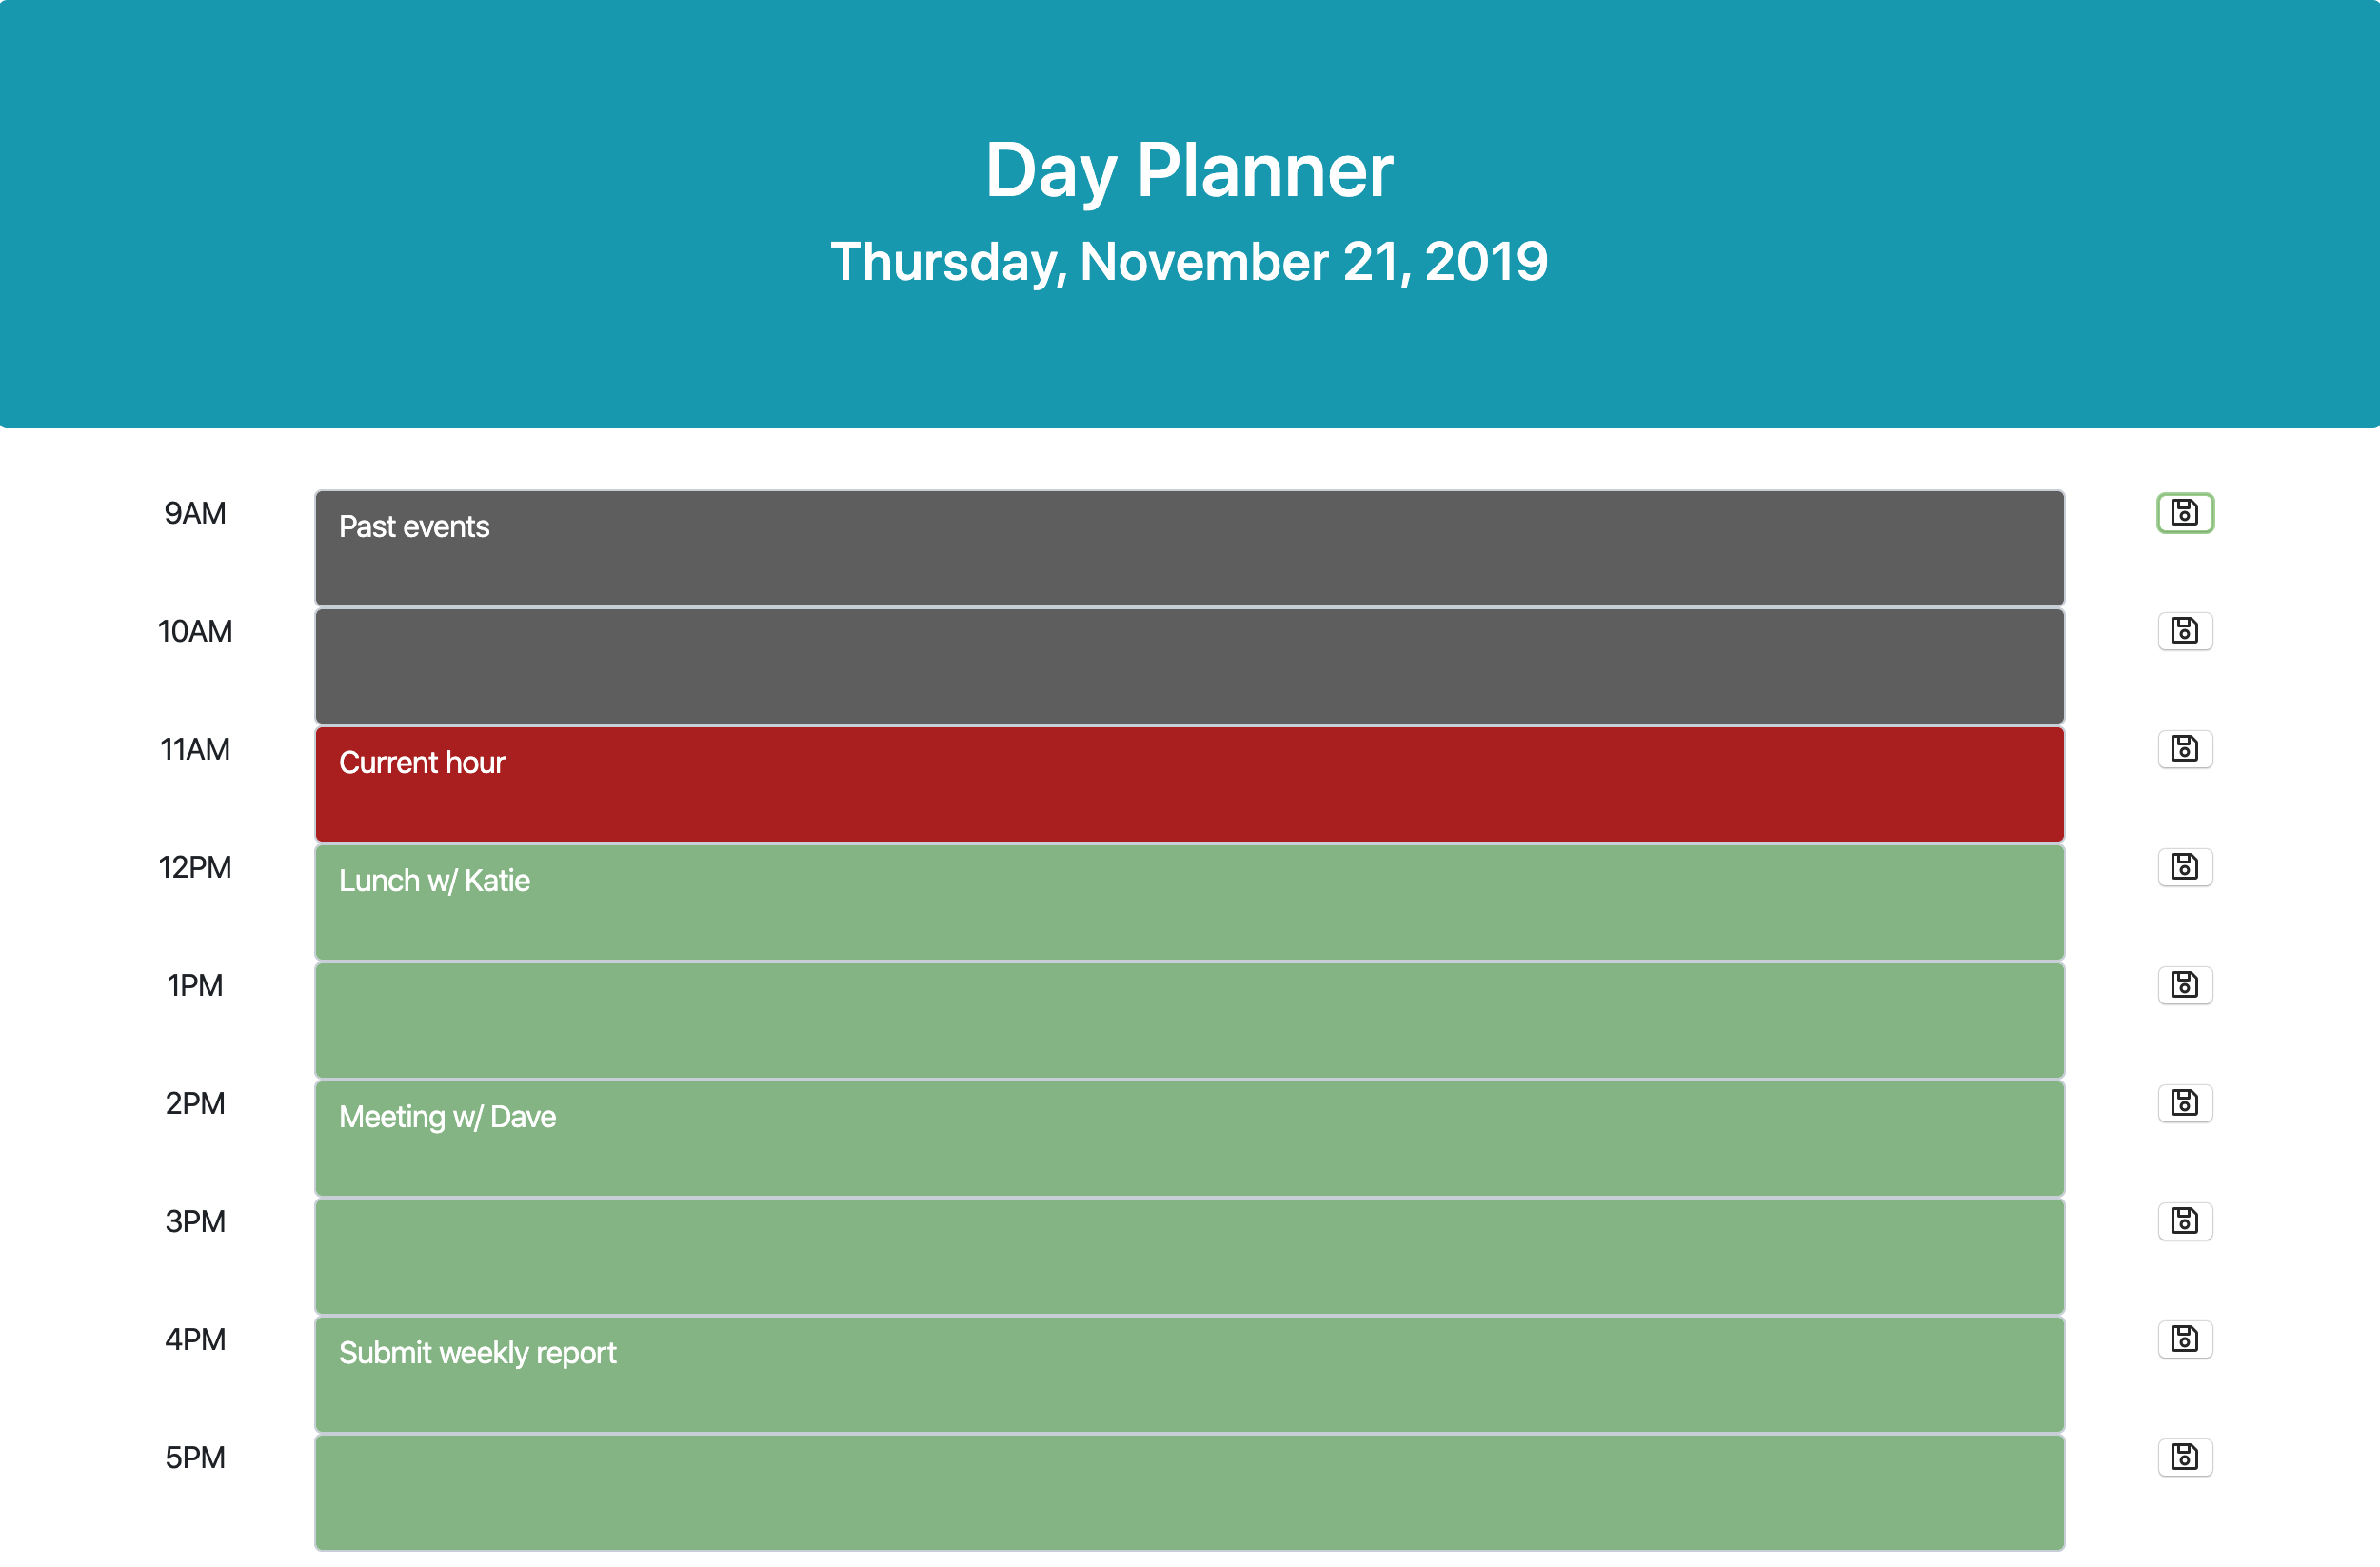 Day Planner
Thursday, November 21, 2019
9AM
Past events
10AM
11AM
Current hour
12PM
Lunch w/ Katie
1PM
2PM
Meeting w/ Dave
3PM
4PM
Submit weekly report
5PM